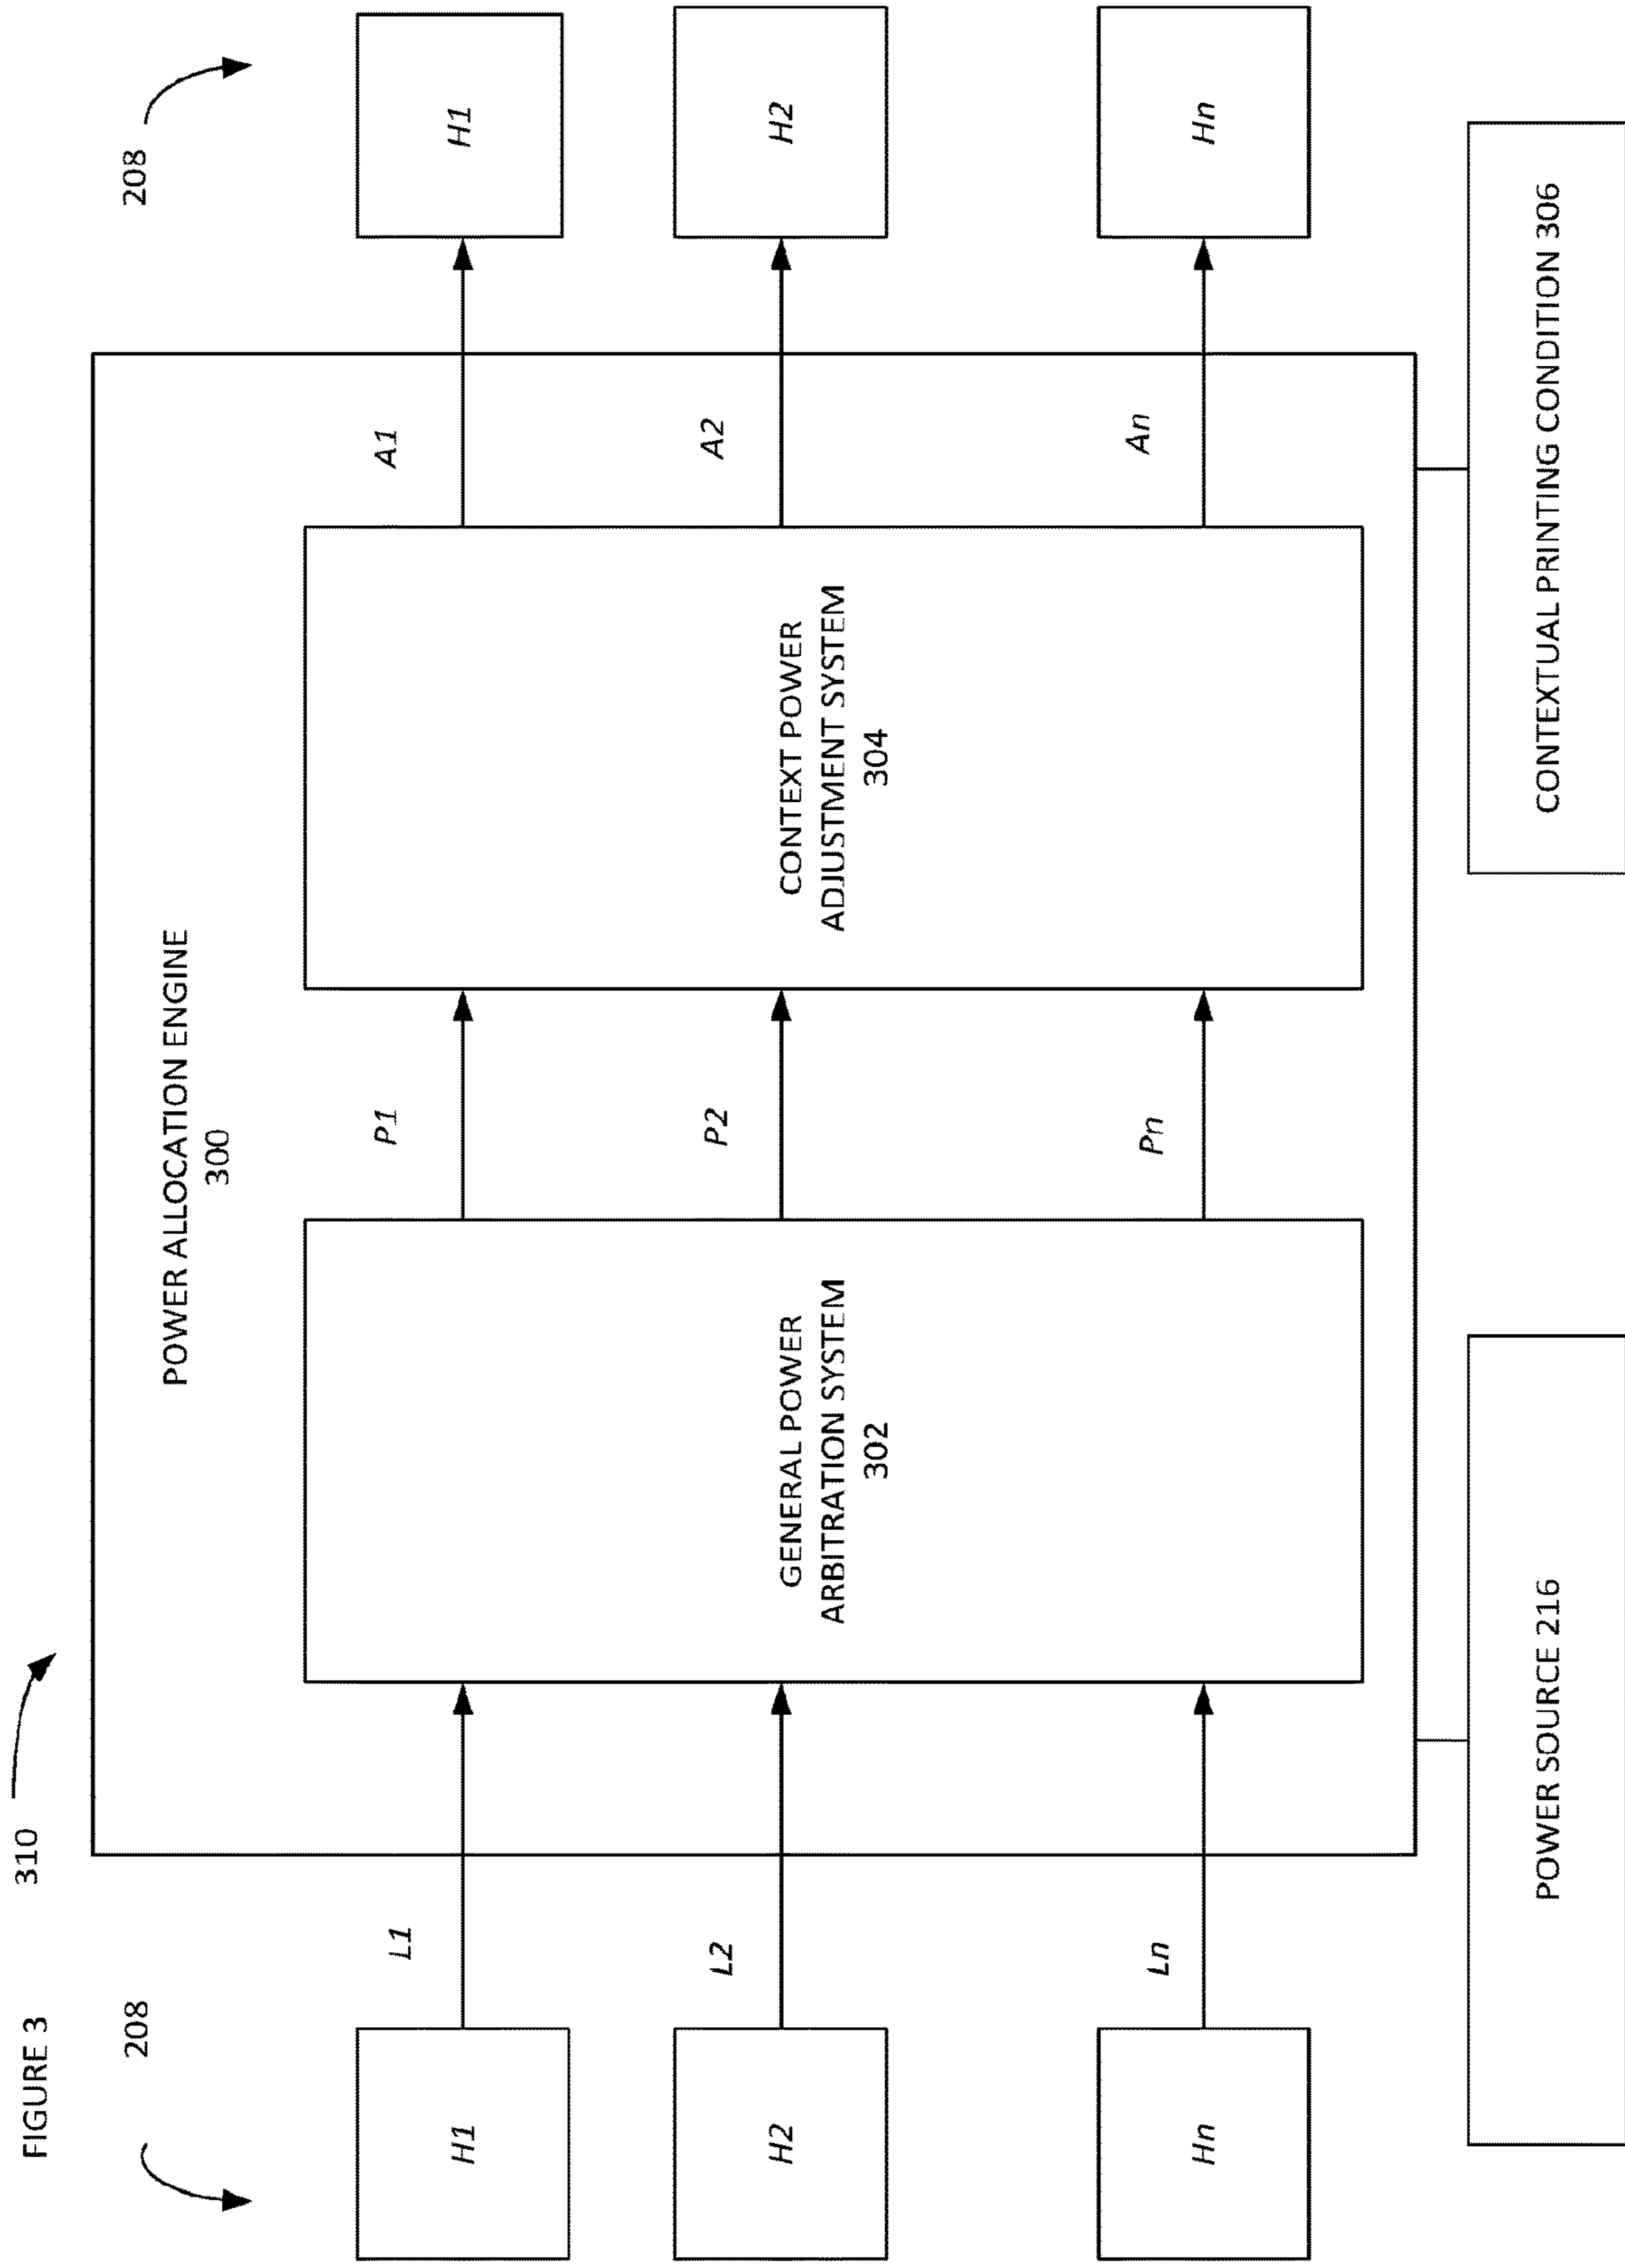 FIGURE 3
310
208
208
POWER ALLOCATION ENGINE
300
H1
L1
P1
A1
H1
H2
L2
GENERAL POWER
ARBITRATION SYSTEM
302
P2
CONTEXT POWER
ADJUSTMENT SYSTEM
304
A2
H2
Hn
Ln
Pn
An
Hn
POWER SOURCE 216
CONTEXTUAL PRINTING CONDITION 306